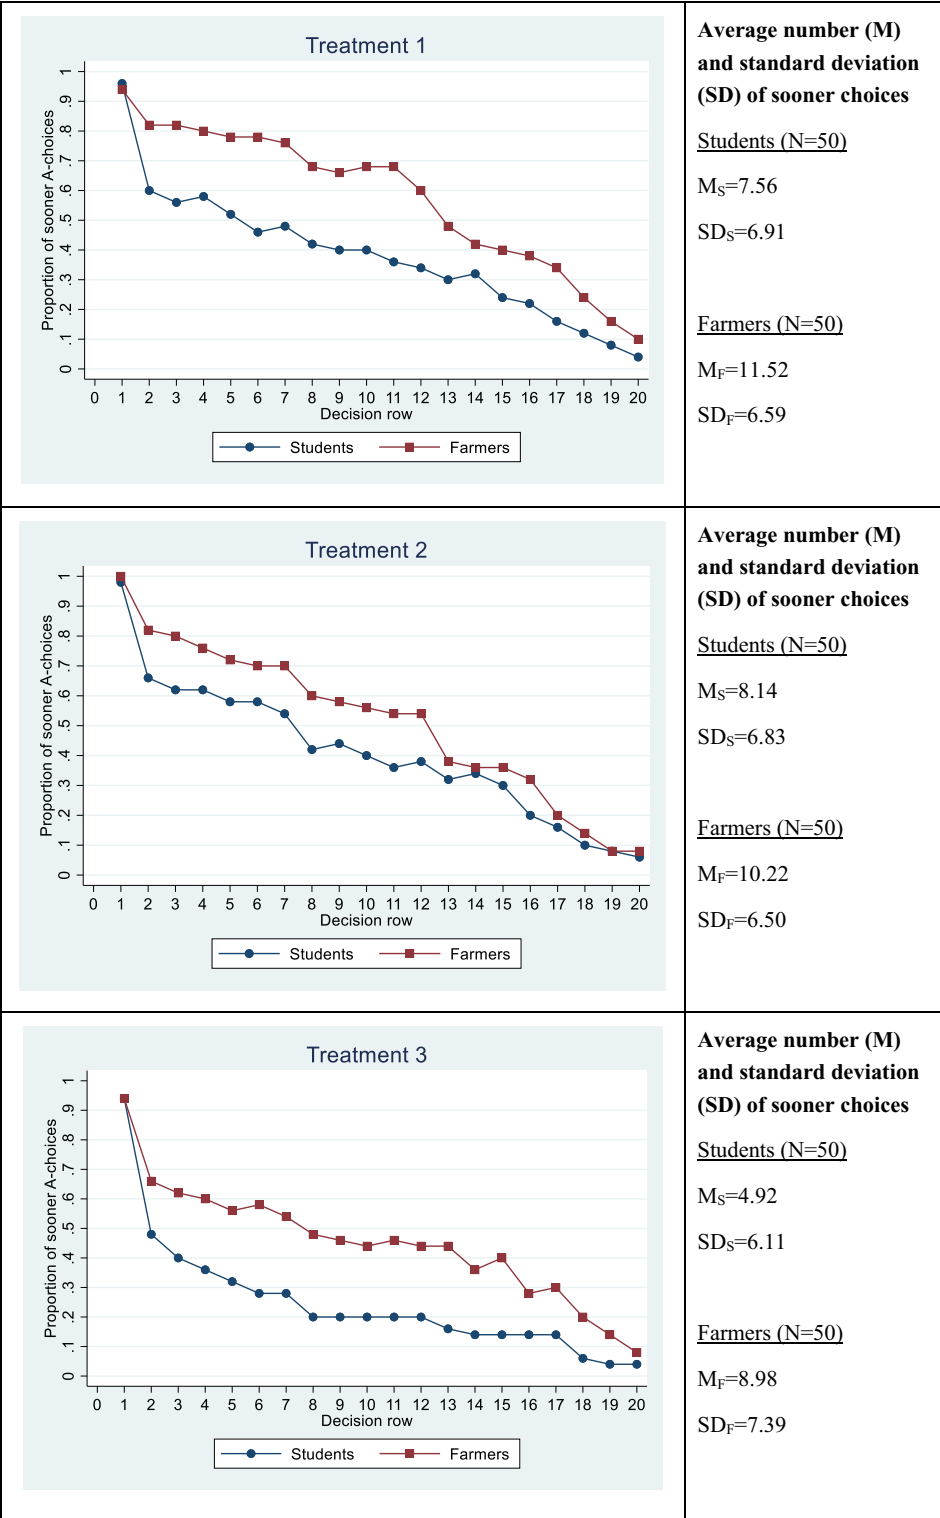 Treatment 1
Proportion of sooner A-choices
1
.9
.8
.7
.6
.5
.4
.3
.2
.1
0
0 1 2 3 4 5 6 7 8 9 10 11 12 13 14 15 16 17 18 19 20
Decision row
Students Farmers
Average number (M)
and standard deviation
(SD) of sooner choices
Students (N=50)
MS=7.56
SDS=6.91
Farmers (N=50)
MF=11.52
SDF=6.59
Treatment 2
Proportion of sooner A-choices
1
.9
.8
.7
.6
.5
.4
.3
.2
.1
0
0 1 2 3 4 5 6 7 8 9 10 11 12 13 14 15 16 17 18 19 20
Decision row
Students Farmers
Average number (M)
and standard deviation
(SD) of sooner choices
Students (N=50)
MS=8.14
SDS=6.83
Farmers (N=50)
MF=10.22
SDF=6.50
Treatment 3
Proportion of sooner A-choices
1
.9
.8
.7
.6
.5
.4
.3
.2
.1
0
0 1 2 3 4 5 6 7 8 9 10 11 12 13 14 15 16 17 18 19 20
Decision row
Students Farmers
Average number (M)
and standard deviation
(SD) of sooner choices
Students (N=50)
MS=4.92
SDS=6.11
Farmers (N=50)
MF=8.98
SDF=7.39